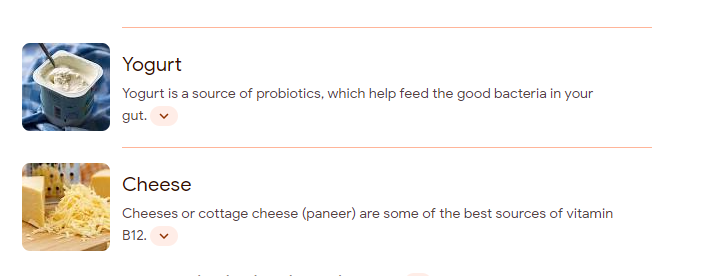 Yogurt
Yogurt is a source of probiotics, which help feed the good bacteria in your
gut.
Cheese
Cheeses or cottage cheese (paneer) are some of the best sources of vitamin
B12.